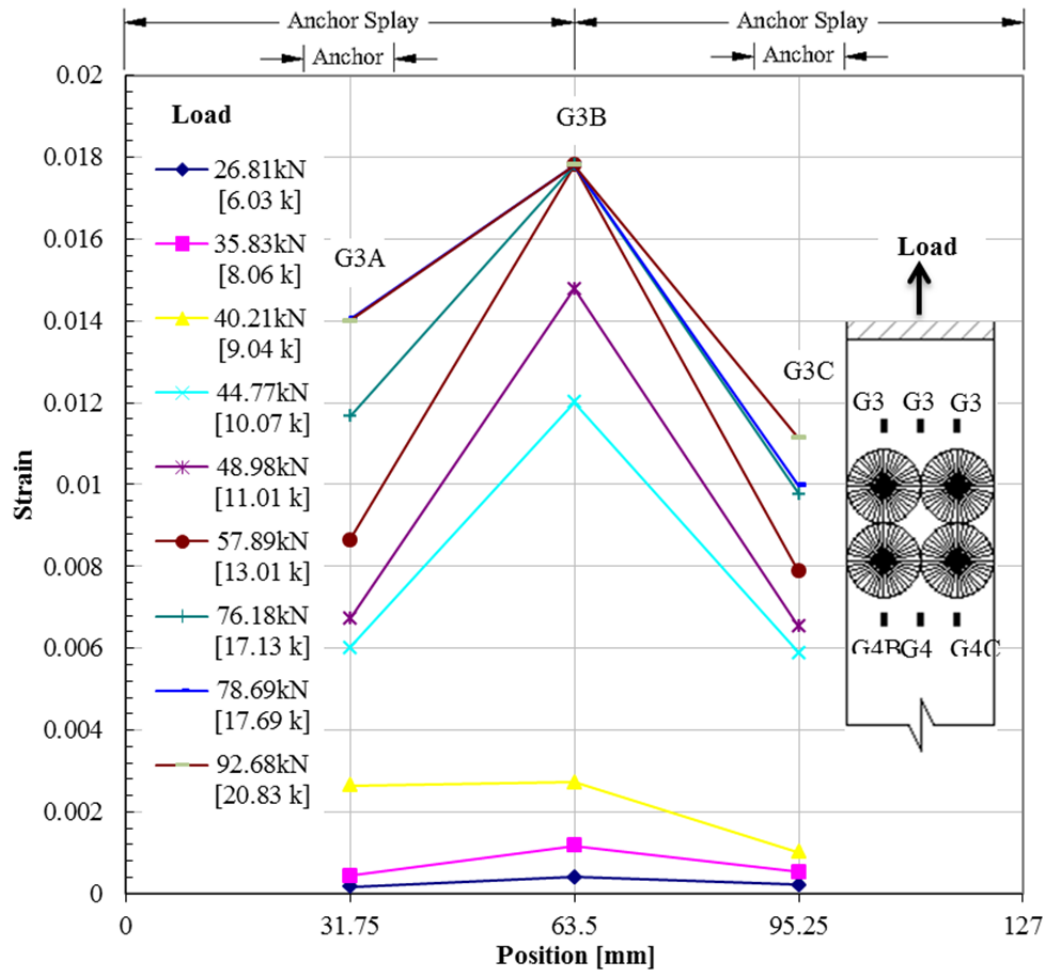 Anchor Splay Anchor Splay
Anchor Anchor
0.02
0.018
0.016
0.014
0.012
0.01
0.008
0.006
0.004
0.002
0
Strain
Load
26.81kN
[6.03 k]
35.83kN
[8.06 k]
40.21kN
[9.04 k]
44.77kN
[10.07 k]
48.98kN
[11.01 k]
57.89kN
[13.01 k]
76.18kN
[17.13 k]
78.69kN
[17.69 k]
92.68kN
[20.83 k]
G3A
G3B
G3C
Load
G3 G3 G3
G4B G4 G4C
0 31.75 63.5 95.25 127
Position [mm]